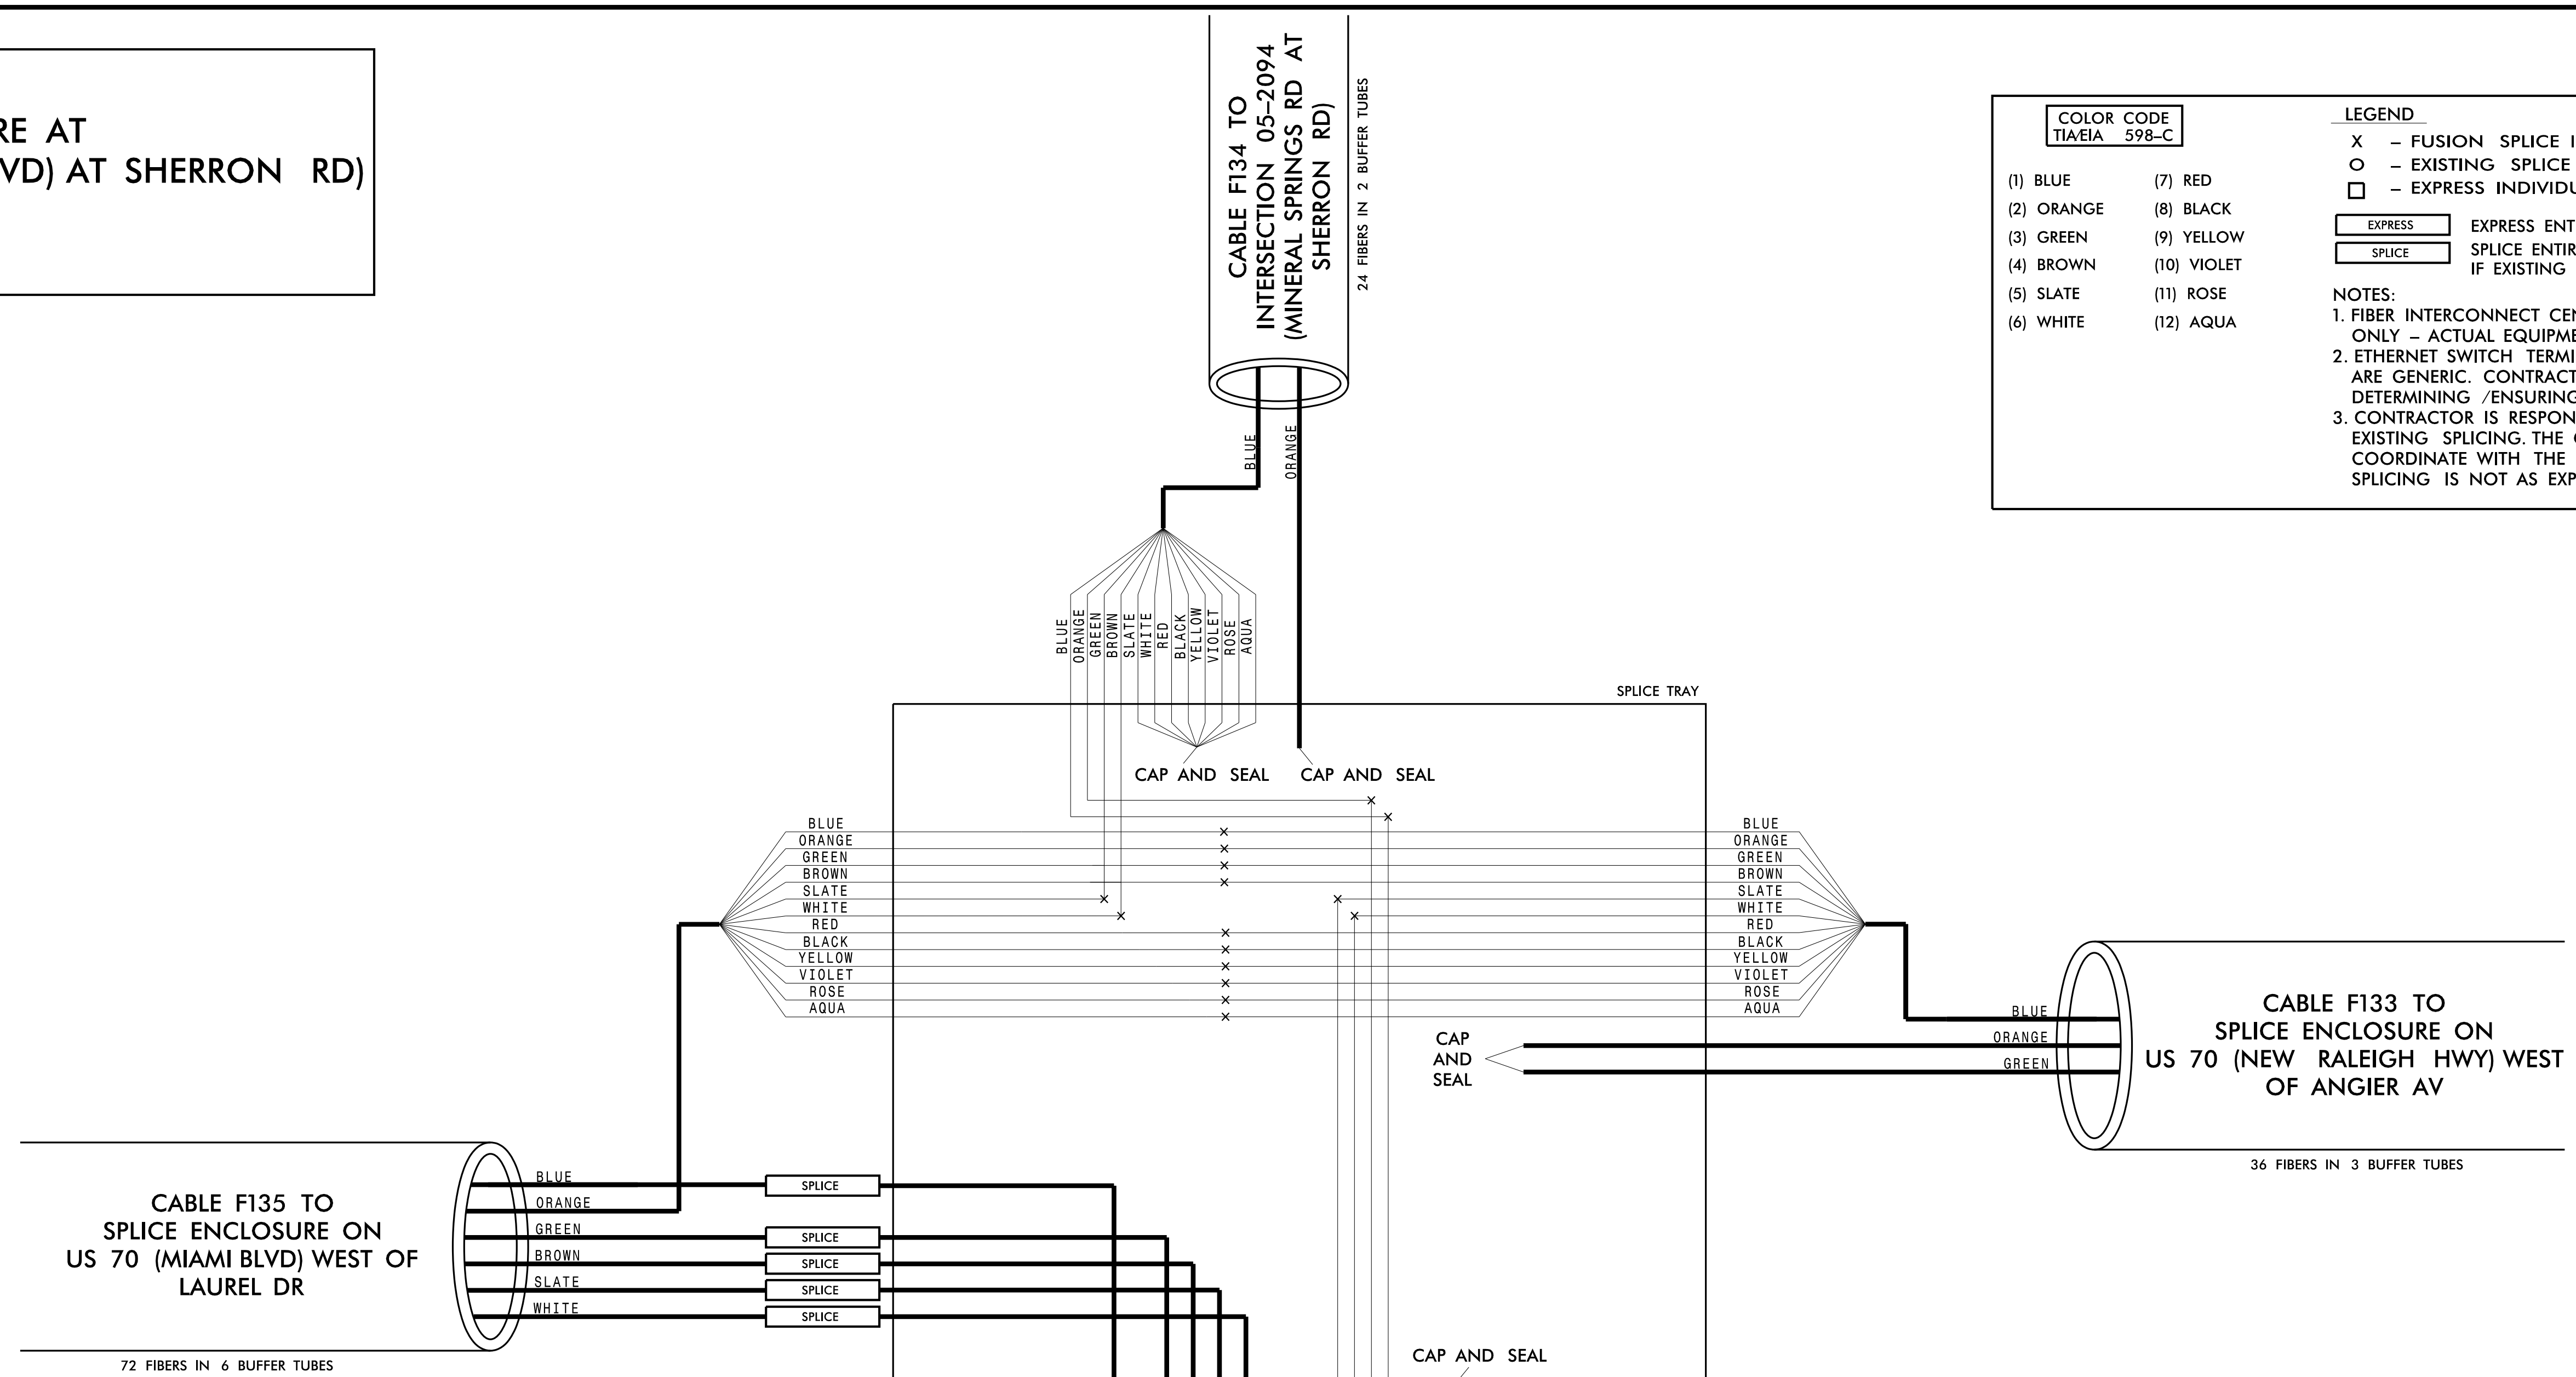 RE AT
VD) AT SHERRON RD)
CABLE F134 TO
INTERSECTION 05–2094
(MINERAL SPRINGS RD AT
SHERRON RD)
24 FIBERS IN 2 BUFFER TUBES
COLOR CODE
TIA/EIA 598–C
(1) BLUE
(2) ORANGE
(3) GREEN
(4) BROWN
(5) SLATE
(6) WHITE
(7) RED
(8) BLACK
(9) YELLOW
(10) VIOLET
(11) ROSE
(12) AQUA
LEGEND
X – FUSION SPLICE I
O – EXISTING SPLICE
– EXPRESS INDIVIDU
EXPRESS EXPRESS ENT
SPLICE SPLICE ENTIR
IF EXISTING
NOTES:
1. FIBER INTERCONNECT CEN
ONLY – ACTUAL EQUIPME
2. ETHERNET SWITCH TERMI
ARE GENERIC. CONTRACT
DETERMINING /ENSURING
3. CONTRACTOR IS RESPON
EXISTING SPLICING. THE
COORDINATE WITH THE
SPLICING IS NOT AS EXP
BLUE
ORANGE
BLUE
ORANGE
GREEN
BROWN
SLATE
WHITE
RED
BLACK
YELLOW
VIOLET
ROSE
AQUA
SPLICE TRAY
CAP AND SEAL
CAP AND SEAL
BLUE
ORANGE
GREEN
BROWN
SLATE
WHITE
RED
BLACK
YELLOW
VIOLET
ROSE
AQUA
BLUE
ORANGE
GREEN
BROWN
SLATE
WHITE
RED
BLACK
YELLOW
VIOLET
ROSE
AQUA
CAP
AND
SEAL
BLUE
ORANGE
GREEN
CABLE F133 TO
SPLICE ENCLOSURE ON
US 70 (NEW RALEIGH HWY) WEST
OF ANGIER AV
36 FIBERS IN 3 BUFFER TUBES
CABLE F135 TO
SPLICE ENCLOSURE ON
US 70 (MIAMI BLVD) WEST OF
LAUREL DR
72 FIBERS IN 6 BUFFER TUBES
BLUE
ORANGE
GREEN
BROWN
SLATE
WHITE
SPLICE
SPLICE
SPLICE
SPLICE
SPLICE
CAP AND SEAL